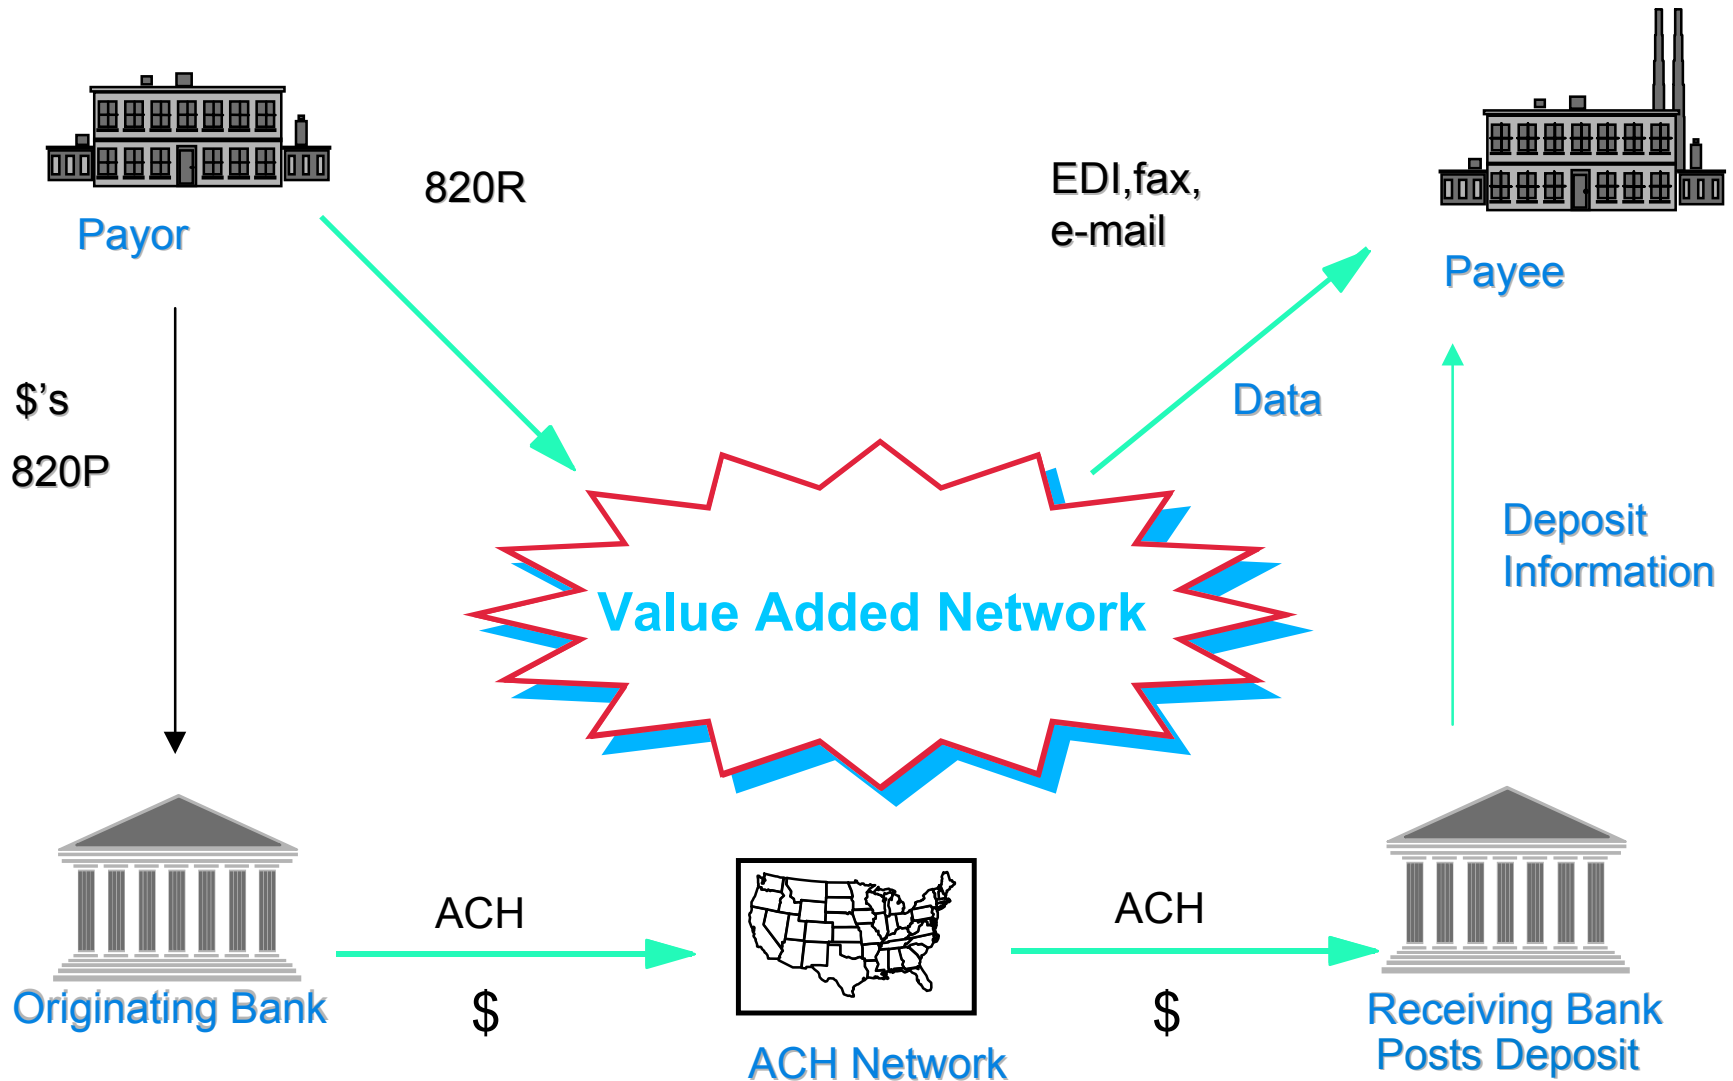 820R
EDI,fax,
e-mail
Payor
Payee
$’s
820P
Data
Deposit
Information
Value Added Network
ACH
$
ACH
$
Originating Bank
ACH Network
Receiving Bank
Posts Deposit